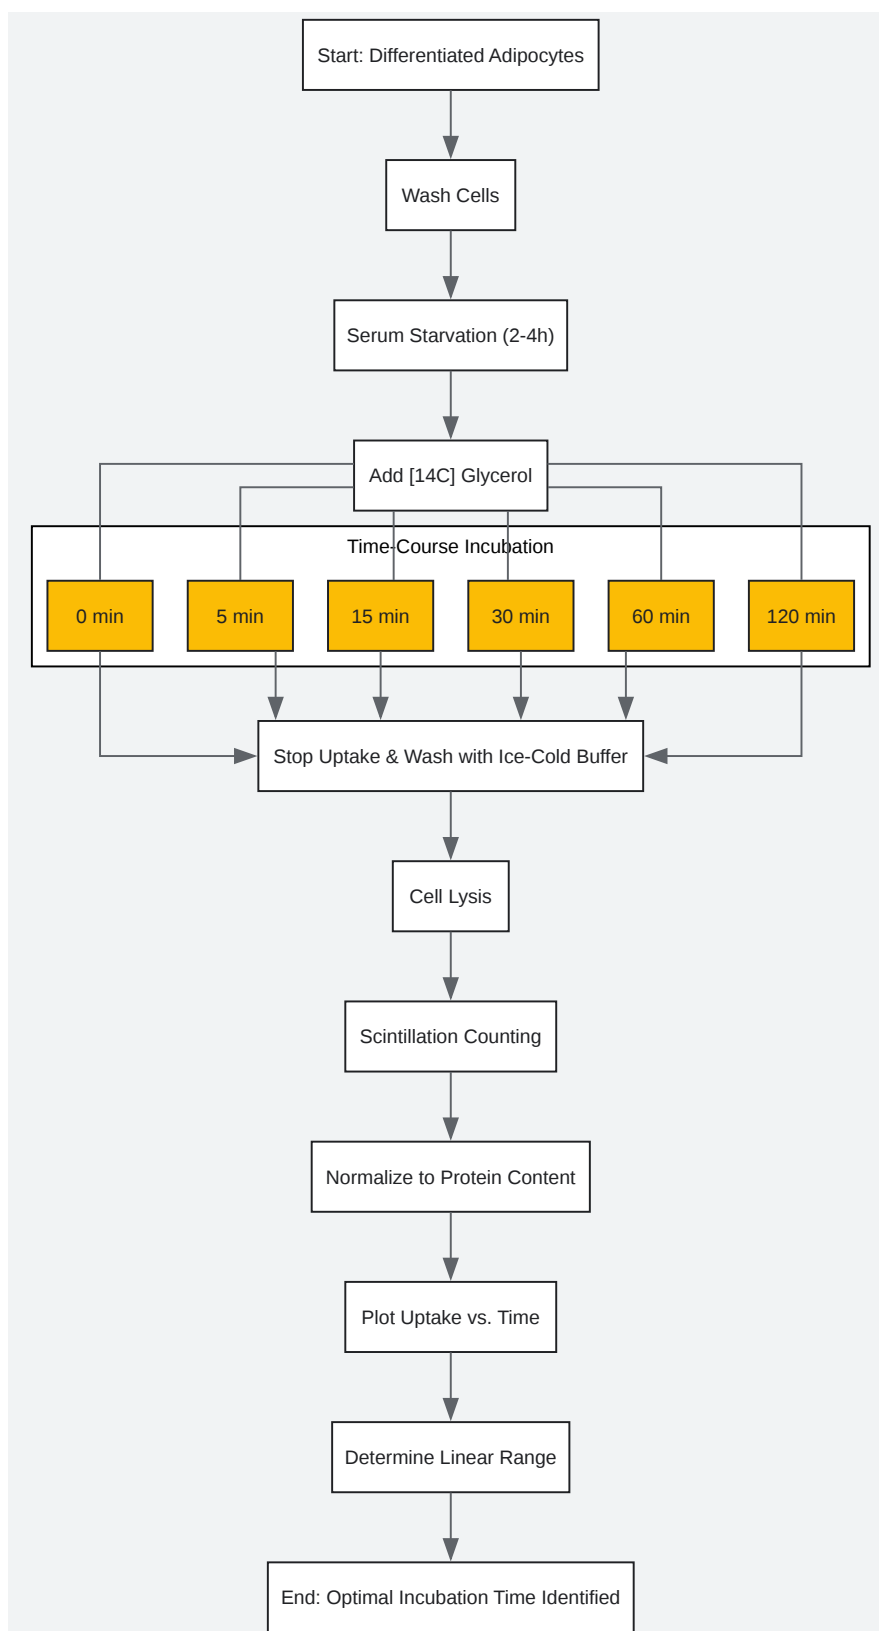 Start: Differentiated Adipocytes
Wash Cells
Serum Starvation (2-4h)
Add [14C] Glycerol
Time-Course Incubation
0 min
5 min
15 min
30 min
60 min
120 min
Stop Uptake & Wash with Ice-Cold Buffer
Cell Lysis
Scintillation Counting
Normalize to Protein Content
Plot Uptake vs. Time
Determine Linear Range
End: Optimal Incubation Time Identified